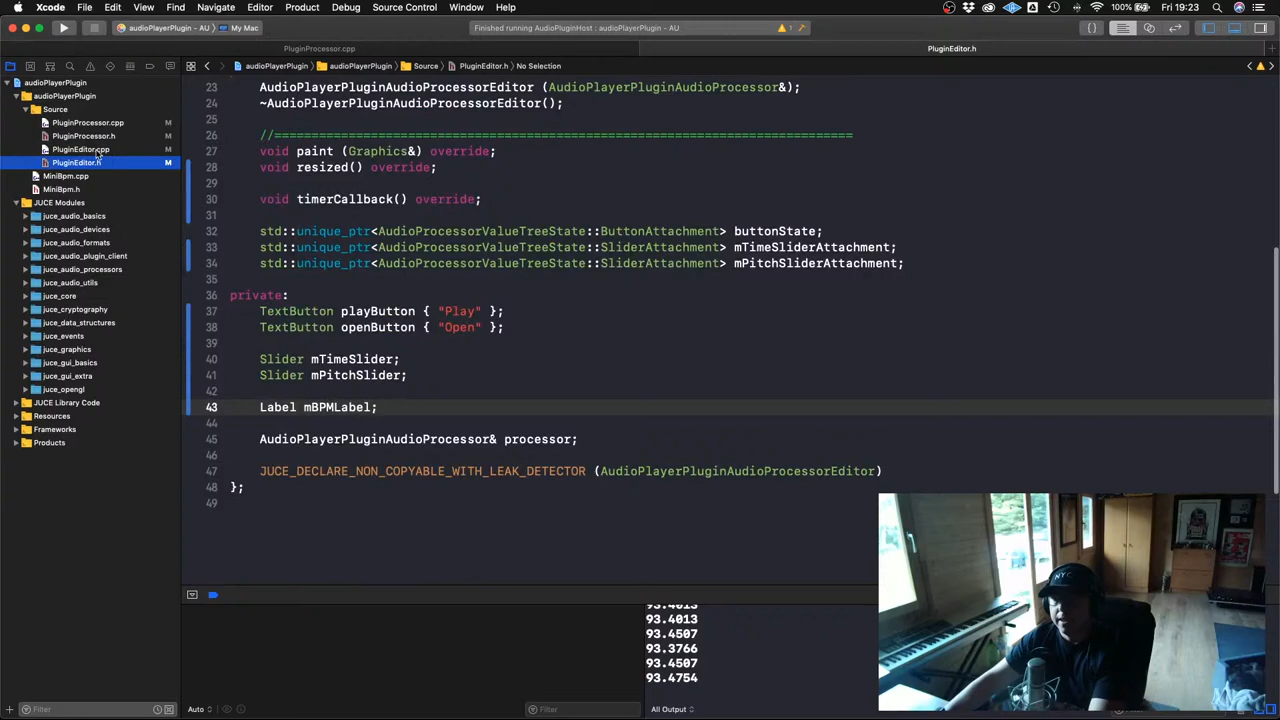 Xcode File Edit View Find Navigate Editor Product Debug Source Control Window Help 100% Fri 19:23
audioPlayerPlugin – AU › My Mac Finished running AudioPluginHost : audioPlayerPlugin - AU 1
PluginProcessor.cpp PluginEditor.h
audioPlayerPlugin › audioPlayerPlugin › Source › PluginEditor.h › No Selection
audioPlayerPlugin
audioPlayerPlugin
Source
PluginProcessor.cpp M
PluginProcessor.h M
PluginEditor.cpp M
PluginEditor.h M
MiniBpm.cpp
MiniBpm.h
JUCE Modules
juce_audio_basics
juce_audio_devices
juce_audio_formats
juce_audio_plugin_client
juce_audio_processors
juce_audio_utils
juce_core
juce_cryptography
juce_data_structures
juce_events
juce_graphics
juce_gui_basics
juce_gui_extra
juce_opengl
JUCE Library Code
Resources
Frameworks
Products
23 AudioPlayerPluginAudioProcessorEditor (AudioPlayerPluginAudioProcessor&);
24 ~AudioPlayerPluginAudioProcessorEditor();
25
26 //==============================================================================
27 void paint (Graphics&) override;
28 void resized() override;
29
30 void timerCallback() override;
31
32 std::unique_ptr<AudioProcessorValueTreeState::ButtonAttachment> buttonState;
33 std::unique_ptr<AudioProcessorValueTreeState::SliderAttachment> mTimeSliderAttachment;
34 std::unique_ptr<AudioProcessorValueTreeState::SliderAttachment> mPitchSliderAttachment;
35
36 private:
37 TextButton playButton { "Play" };
38 TextButton openButton { "Open" };
39
40 Slider mTimeSlider;
41 Slider mPitchSlider;
42
43 Label mBPMLabel;
44
45 AudioPlayerPluginAudioProcessor& processor;
46
47 JUCE_DECLARE_NON_COPYABLE_WITH_LEAK_DETECTOR (AudioPlayerPluginAudioProcessorEditor)
48 };
49
93.4013
93.4013
93.4507
93.3766
93.4507
93.4754
NYC
Filter Auto Filter All Output